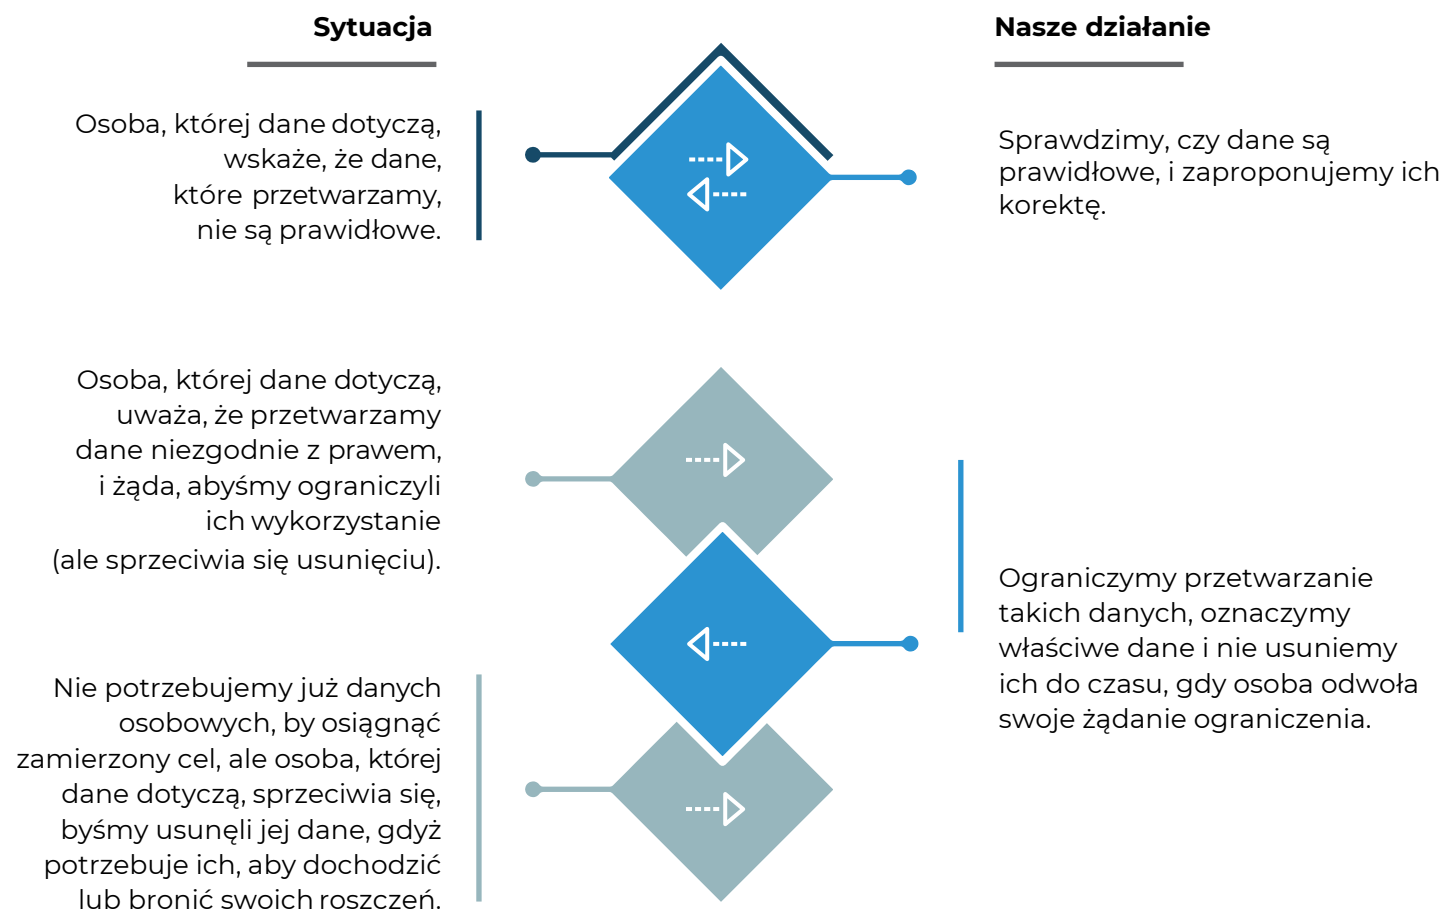 Sytuacja
Nasze działanie
Osoba, której dane dotyczą,
wskaże, że dane,
które przetwarzamy,
nie są prawidłowe.
Sprawdzimy, czy dane są
prawidłowe, i zaproponujemy ich
korektę.
Osoba, której dane dotyczą,
uważa, że przetwarzamy
dane niezgodnie z prawem,
i żąda, abyśmy ograniczyli
ich wykorzystanie
(ale sprzeciwia się usunięciu).
Nie potrzebujemy już danych
osobowych, by osiągnąć
zamierzony cel, ale osoba, której
dane dotyczą, sprzeciwia się,
byśmy usunęli jej dane, gdyż
potrzebuje ich, aby dochodzić
lub bronić swoich roszczeń.
Ograniczymy przetwarzanie
takich danych, oznaczymy
właściwe dane i nie usuniemy
ich do czasu, gdy osoba odwoła
swoje żądanie ograniczenia.